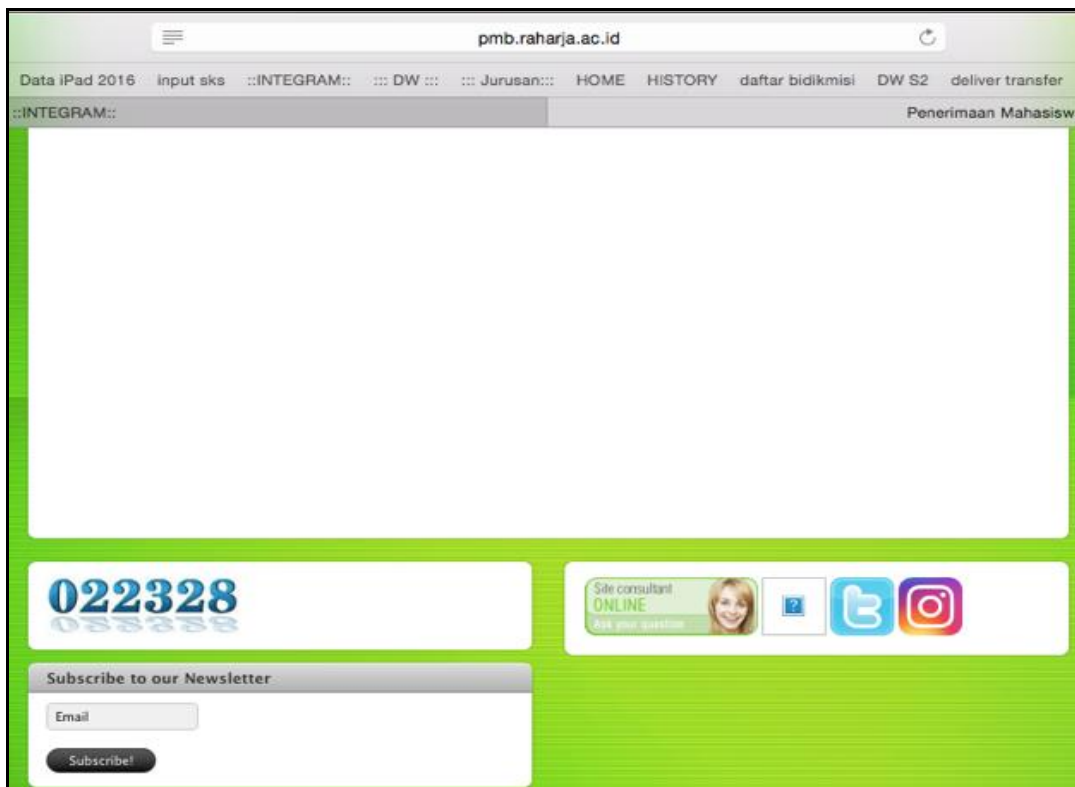 pmb.raharja.ac.id
Data iPad 2016 input sks ::INTEGRAM:: ::: DW ::: ::: Jurusan::: HOME HISTORY daftar bidikmisi DW S2 deliver transfer
::INTEGRAM:: Penerimaan Mahasisw
022328
Site consultant
ONLINE
Ask your question
Subscribe to our Newsletter
Email
Subscribe!